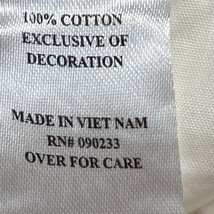 100% COTTON
EXCLUSIVE OF
DECORATION
MADE IN VIET NAM
RN# 090233
OVER FOR CARE